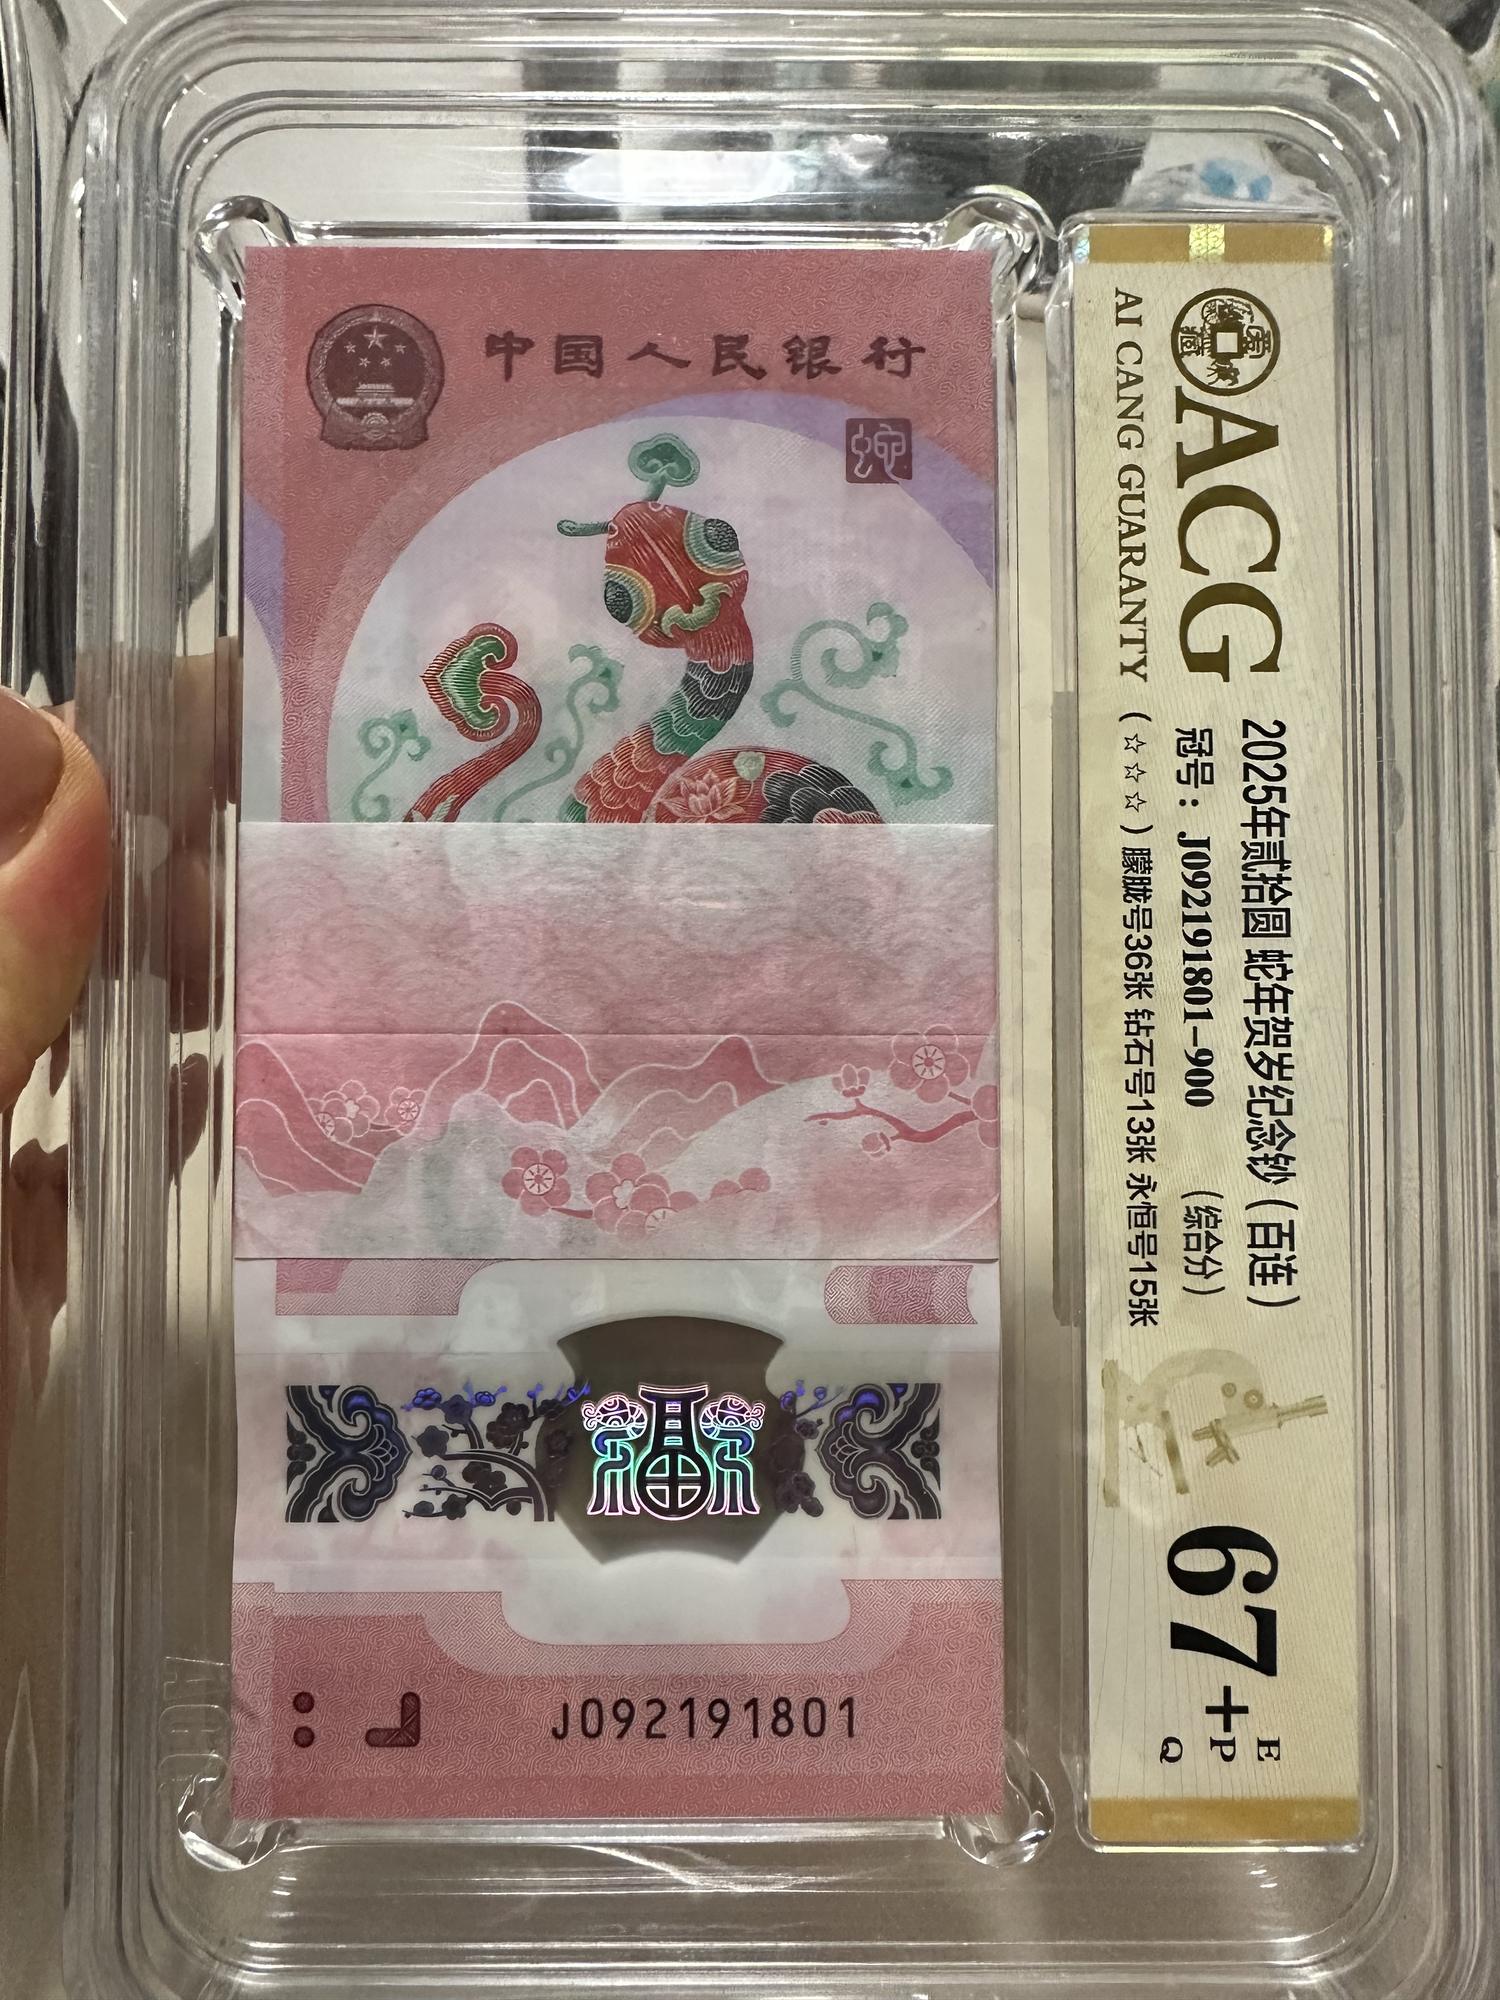 中国人民银行
蛇
J092191801
ACG
AI CANG GUARANTY
2025年贰拾圆 蛇年贺岁纪念钞（百连）
冠号：J092191801-900 （综合分）
（☆☆☆）朦胧号36张 钻石号13张 永恒号15张
67+
E
P
Q
ACG